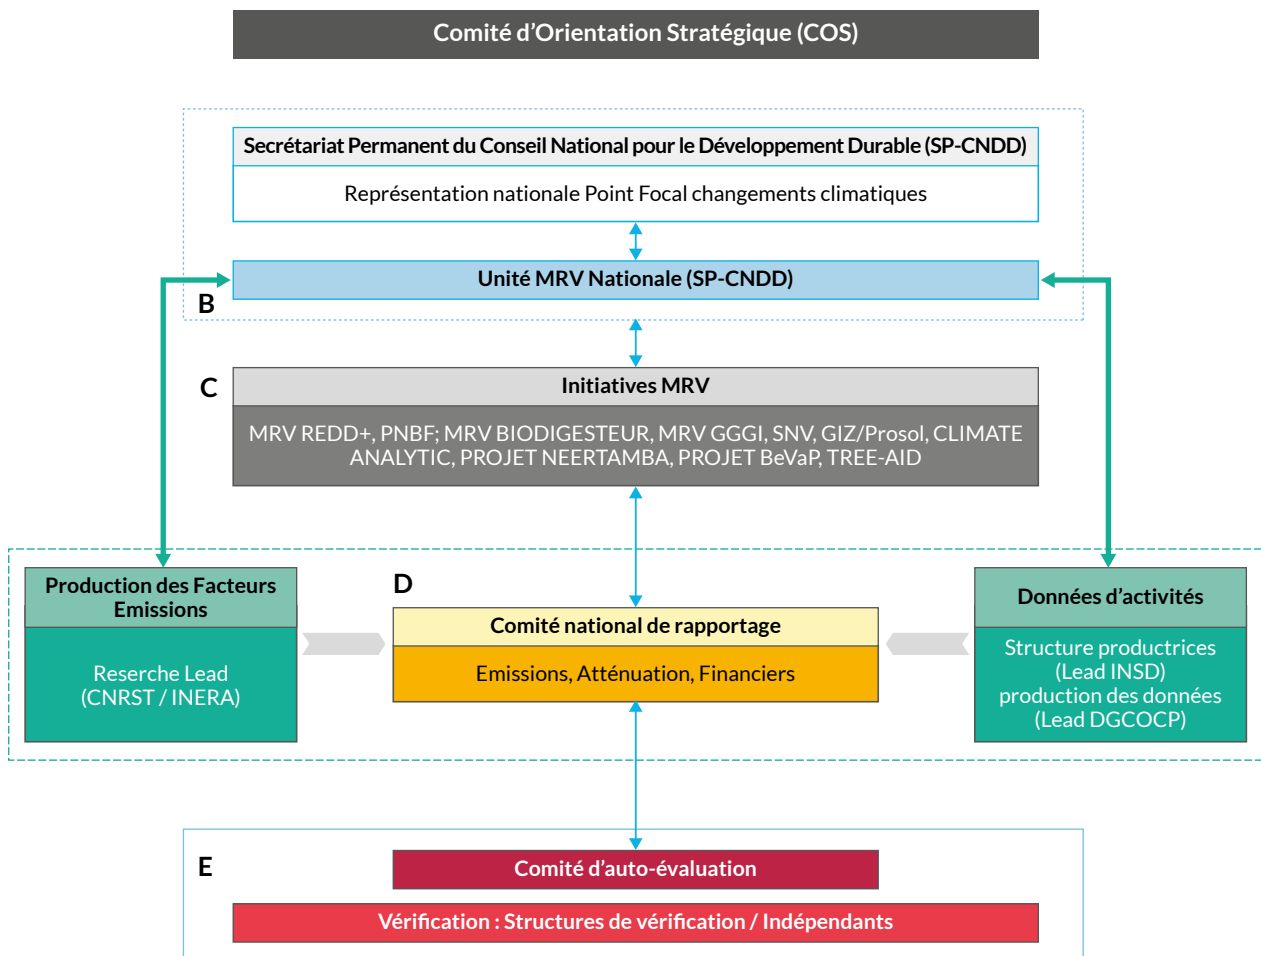 Comité d’Orientation Stratégique (COS)
Secrétariat Permanent du Conseil National pour le Développement Durable (SP-CNDD)
Représentation nationale Point Focal changements climatiques
Unité MRV Nationale (SP-CNDD)
B
C
Initiatives MRV
MRV REDD+, PNBF; MRV BIODIGESTEUR, MRV GGGI, SNV, GIZ/Prosol, CLIMATE
ANALYTIC, PROJET NEERTAMBA, PROJET BeVaP, TREE-AID
Production des Facteurs
Emissions
Reserche Lead
(CNRST / INERA)
D
Comité national de rapportage
Emissions, Atténuation, Financiers
Données d’activités
Structure productrices
(Lead INSD)
production des données
(Lead DGCOCP)
E
Comité d’auto-évaluation
Vérification : Structures de vérification / Indépendants